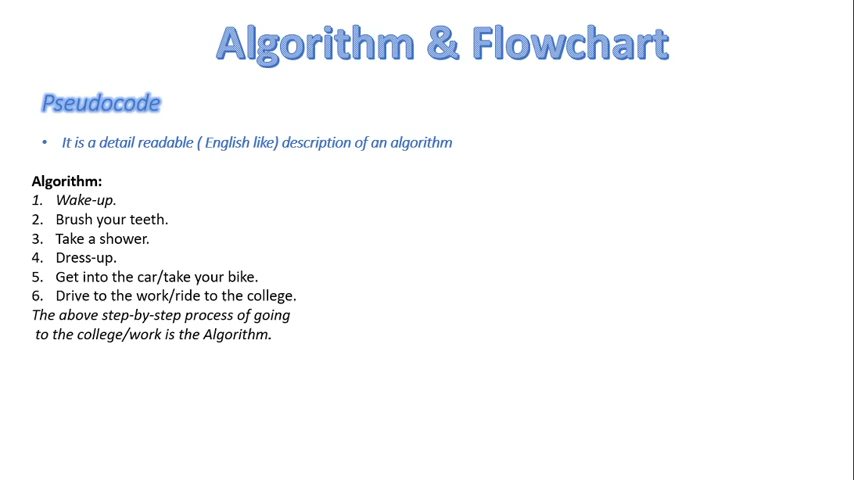 Algorithm & Flowchart
Pseudocode
• It is a detail readable ( English like) description of an algorithm
Algorithm:
1. Wake-up.
2. Brush your teeth.
3. Take a shower.
4. Dress-up.
5. Get into the car/take your bike.
6. Drive to the work/ride to the college.
The above step-by-step process of going
to the college/work is the Algorithm.